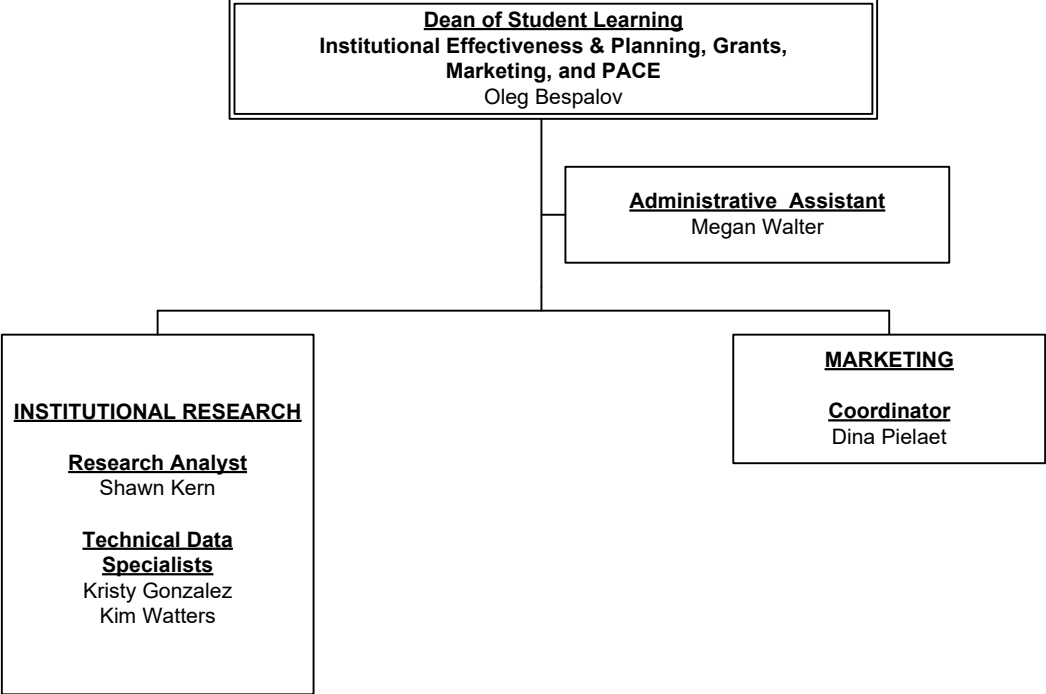 Dean of Student Learning
Institutional Effectiveness & Planning, Grants,
Marketing, and PACE
Oleg Bespalov
Administrative Assistant
Megan Walter
INSTITUTIONAL RESEARCH
Research Analyst
Shawn Kern
Technical Data
Specialists
Kristy Gonzalez
Kim Watters
MARKETING
Coordinator
Dina Pielaet